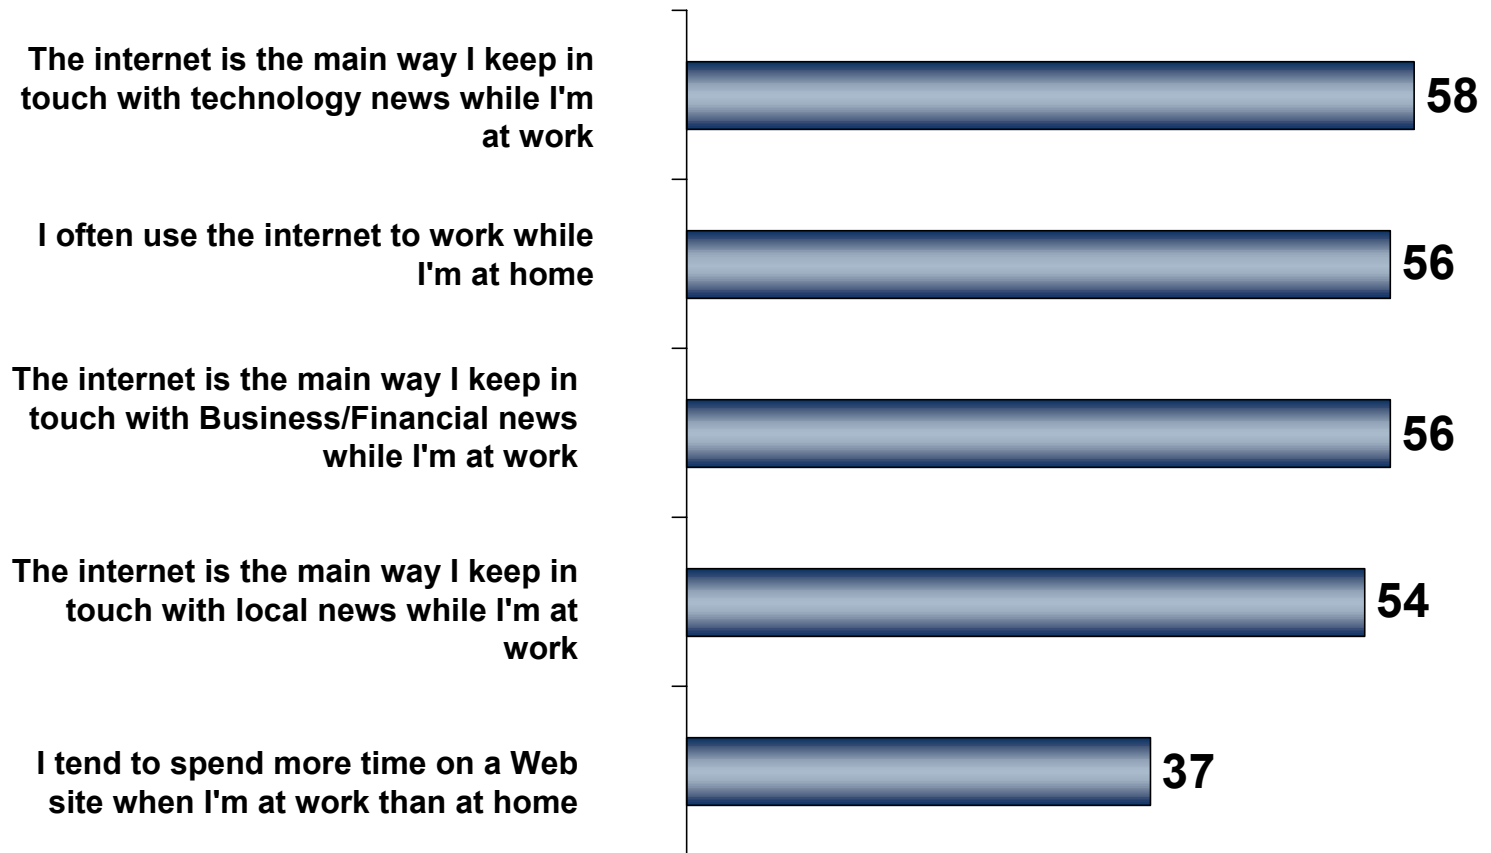 The internet is the main way I keep in
touch with technology news while I'm
at work
58
I often use the internet to work while
I'm at home
56
The internet is the main way I keep in
touch with Business/Financial news
while I'm at work
56
The internet is the main way I keep in
touch with local news while I'm at
work
54
I tend to spend more time on a Web
site when I'm at work than at home
37